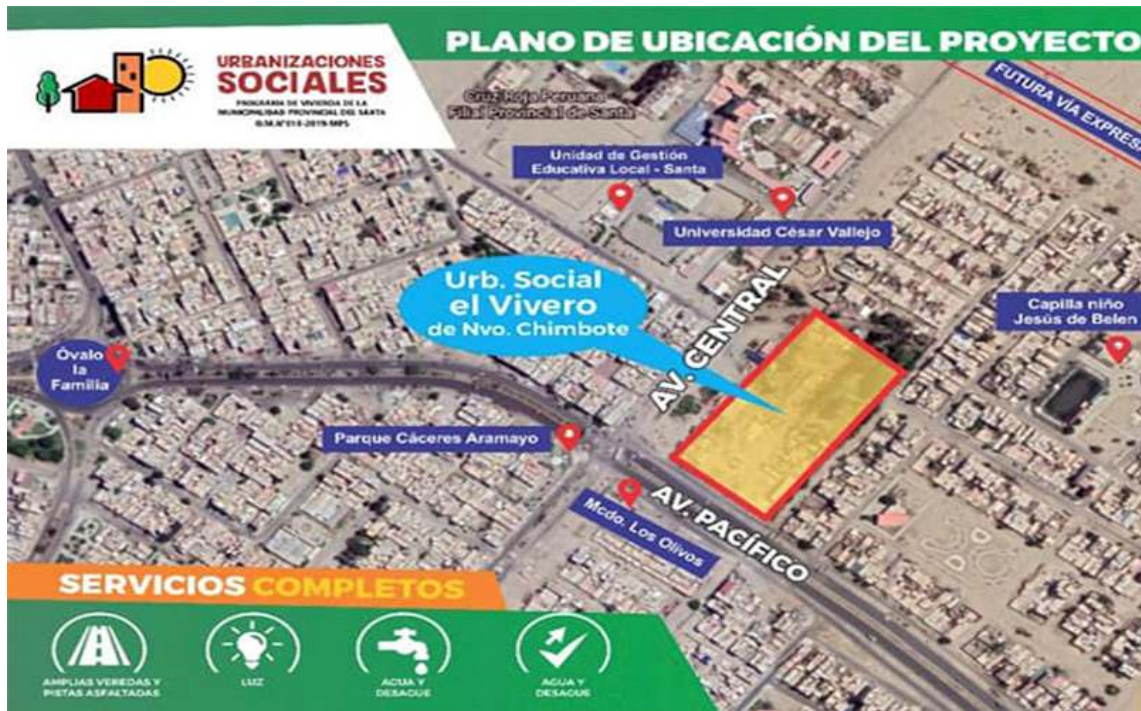 PLANO DE UBICACIÓN DEL PROYECTO
URBANIZACIONES
SOCIALES
PROGRAMA DE VIVIENDA DE LA
MUNICIPALIDAD PROVINCIAL DEL SANTA
Cruz Roja Peruana -
Filial Provincial de Santa
FUTURA VÍA EXPRESA
Unidad de Gestión
Educativa Local - Santa
Universidad César Vallejo
Urb. Social
el Vivero
de Nvo. Chimbote
AV. CENTRAL
Capilla niño
Jesús de Belen
Óvalo
la
Familia
Parque Cáceres Aramayo
Mcdo. Los Olivos
AV. PACÍFICO
SERVICIOS COMPLETOS
AMPLIAS VEREDAS Y
PISTAS ASFALTADAS
LUZ
AGUA Y
DESAGUE
AGUA Y
DESAGUE